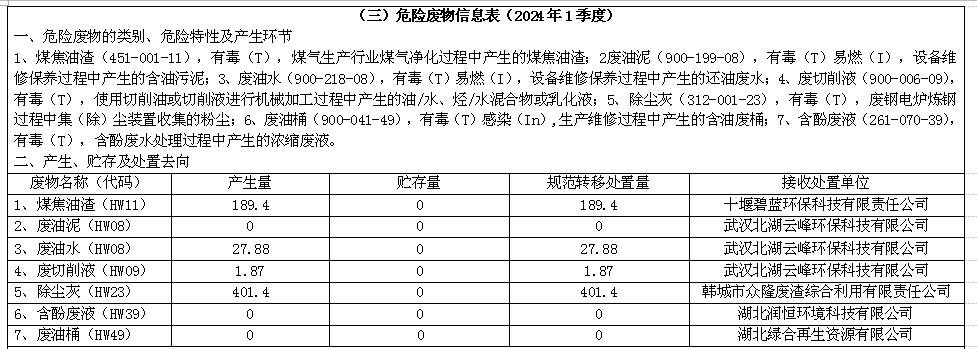 （三）危险废物信息表（2024年1季度）
一、危险废物的类别、危险特性及产生环节
1、煤焦油渣（451-001-11），有毒（T），煤气生产行业煤气净化过程中产生的煤焦油渣；2废油泥（900-199-08），有毒（T）易燃（I），设备维
修保养过程中产生的含油污泥；3、废油水（900-218-08），有毒（T）易燃（I），设备维修保养过程中产生的还油废水；4、废切削液（900-006-09），
有毒（T），使用切削油或切削液进行机械加工过程中产生的油/水、烃/水混合物或乳化液；5、除尘灰（312-001-23），有毒（T），废钢电炉炼钢
过程中集（除）尘装置收集的粉尘；6、废油桶（900-041-49），有毒（T）感染（In）,生产维修过程中产生的含油废桶；7、含酚废液（261-070-39），
有毒（T），含酚废水处理过程中产生的浓缩废液。
二、产生、贮存及处置去向
废物名称（代码） 产生量 贮存量 规范转移处置量 接收处置单位
1、煤焦油渣（HW11） 189.4 0 189.4 十堰碧蓝环保科技有限责任公司
2、废油泥（HW08） 0 0 0 武汉北湖云峰环保科技有限公司
3、废油水（HW08） 27.88 0 27.88 武汉北湖云峰环保科技有限公司
4、废切削液（HW09） 1.87 0 1.87 武汉北湖云峰环保科技有限公司
5、除尘灰（HW23） 401.4 0 401.4 韩城市众隆废渣综合利用有限责任公司
6、含酚废液（HW39） 0 0 0 湖北润恒环境科技有限公司
7、废油桶（HW49） 0 0 0 湖北绿合再生资源有限公司